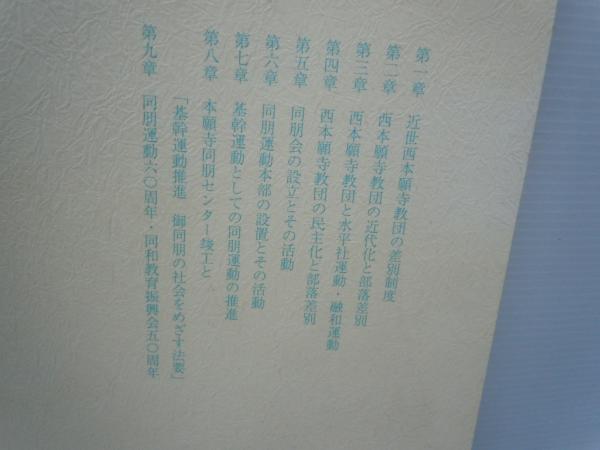 第一章　近世西本願寺教団の差別制度
第二章　西本願寺教団の近代化と部落差別
第三章　西本願寺教団と水平社運動・融和運動
第四章　西本願寺教団の民主化と部落差別
第五章　同朋会の設立とその活動
第六章　同朋運動本部の設置とその活動
第七章　基幹運動としての同朋運動の推進
第八章　本願寺同朋センター竣工と
「基幹運動推進　御同朋の社会をめざす法要」
第九章　同朋運動六〇周年・同和教育振興会五〇周年